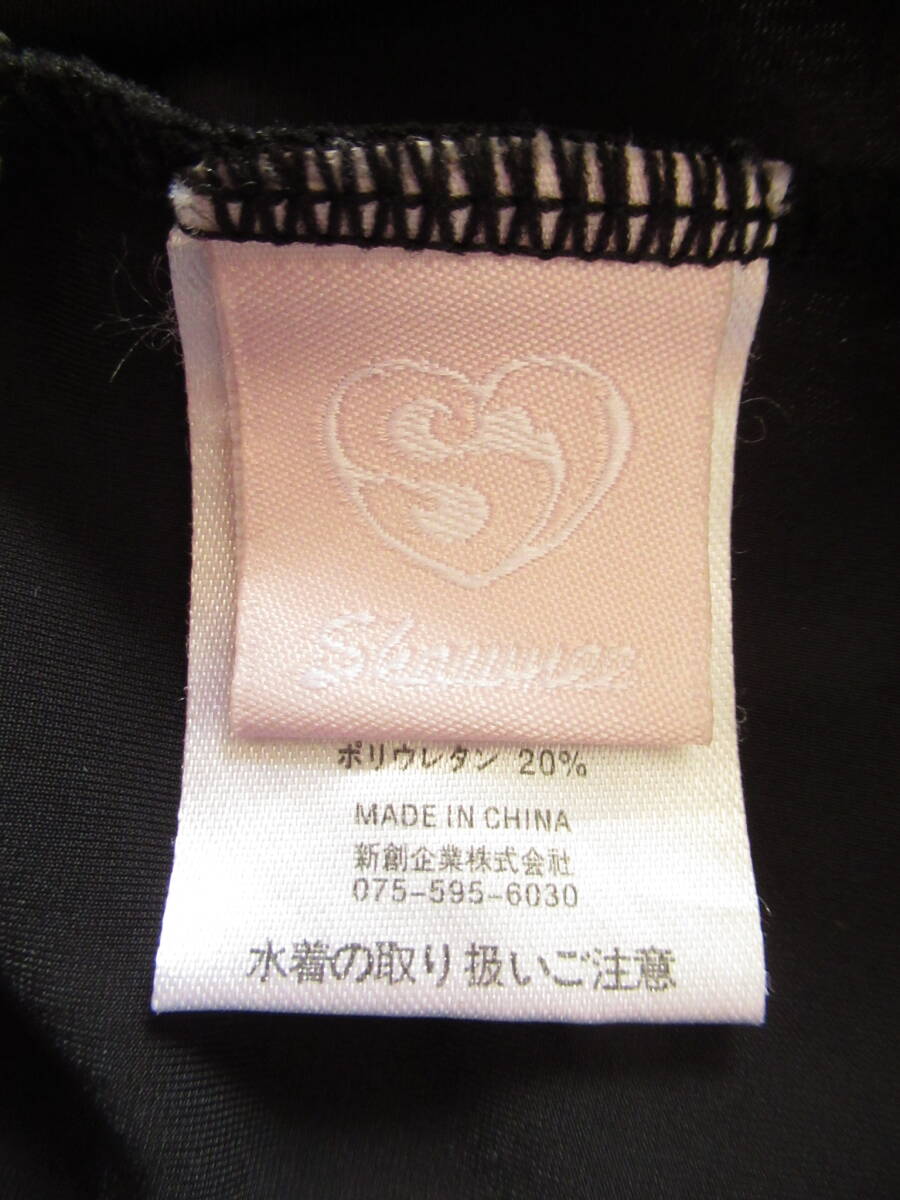 ポリウレタン 20%
MADE IN CHINA
新創企業株式会社
075-595-6030
水着の取り扱いご注意